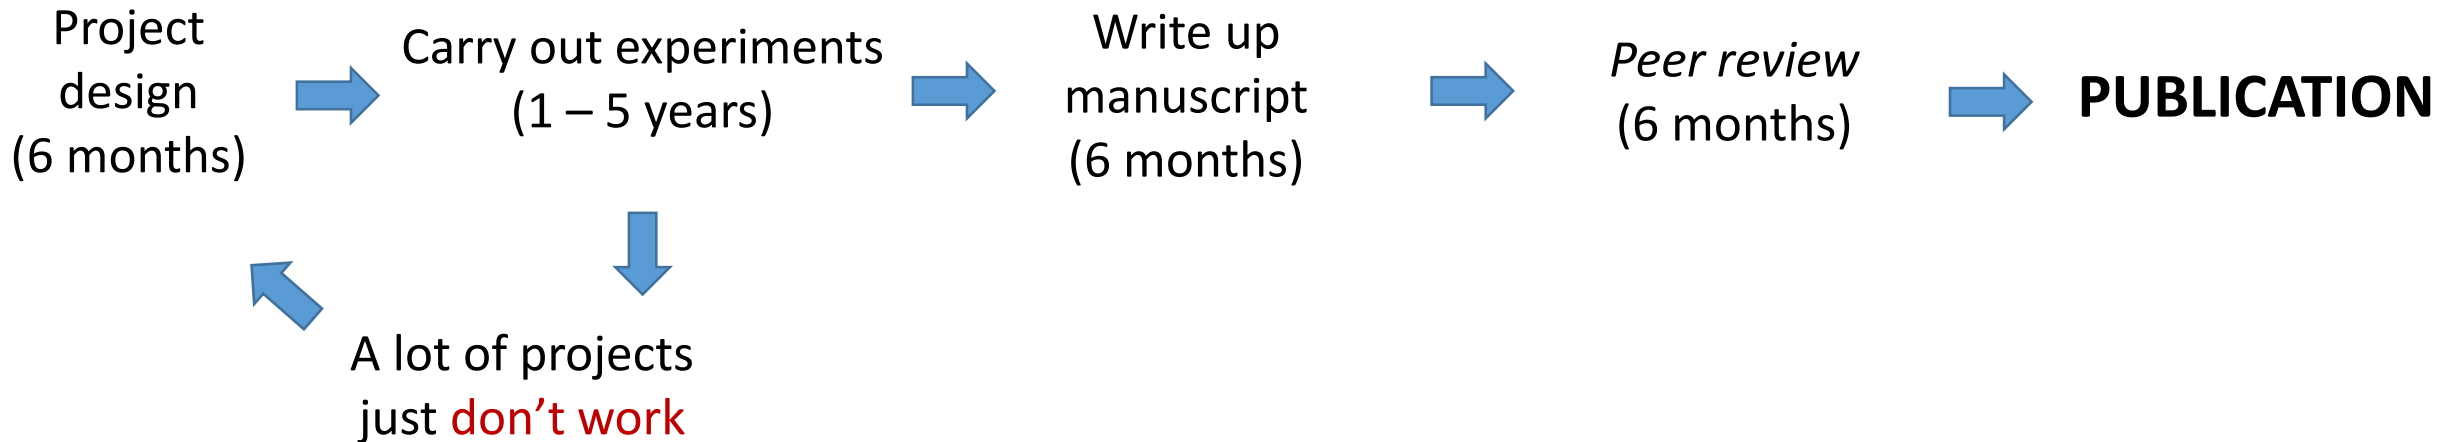 Project
design
(6 months)
Carry out experiments
(1 – 5 years)
Write up
manuscript
(6 months)
Peer review
(6 months)
PUBLICATION
A lot of projects
just don’t work